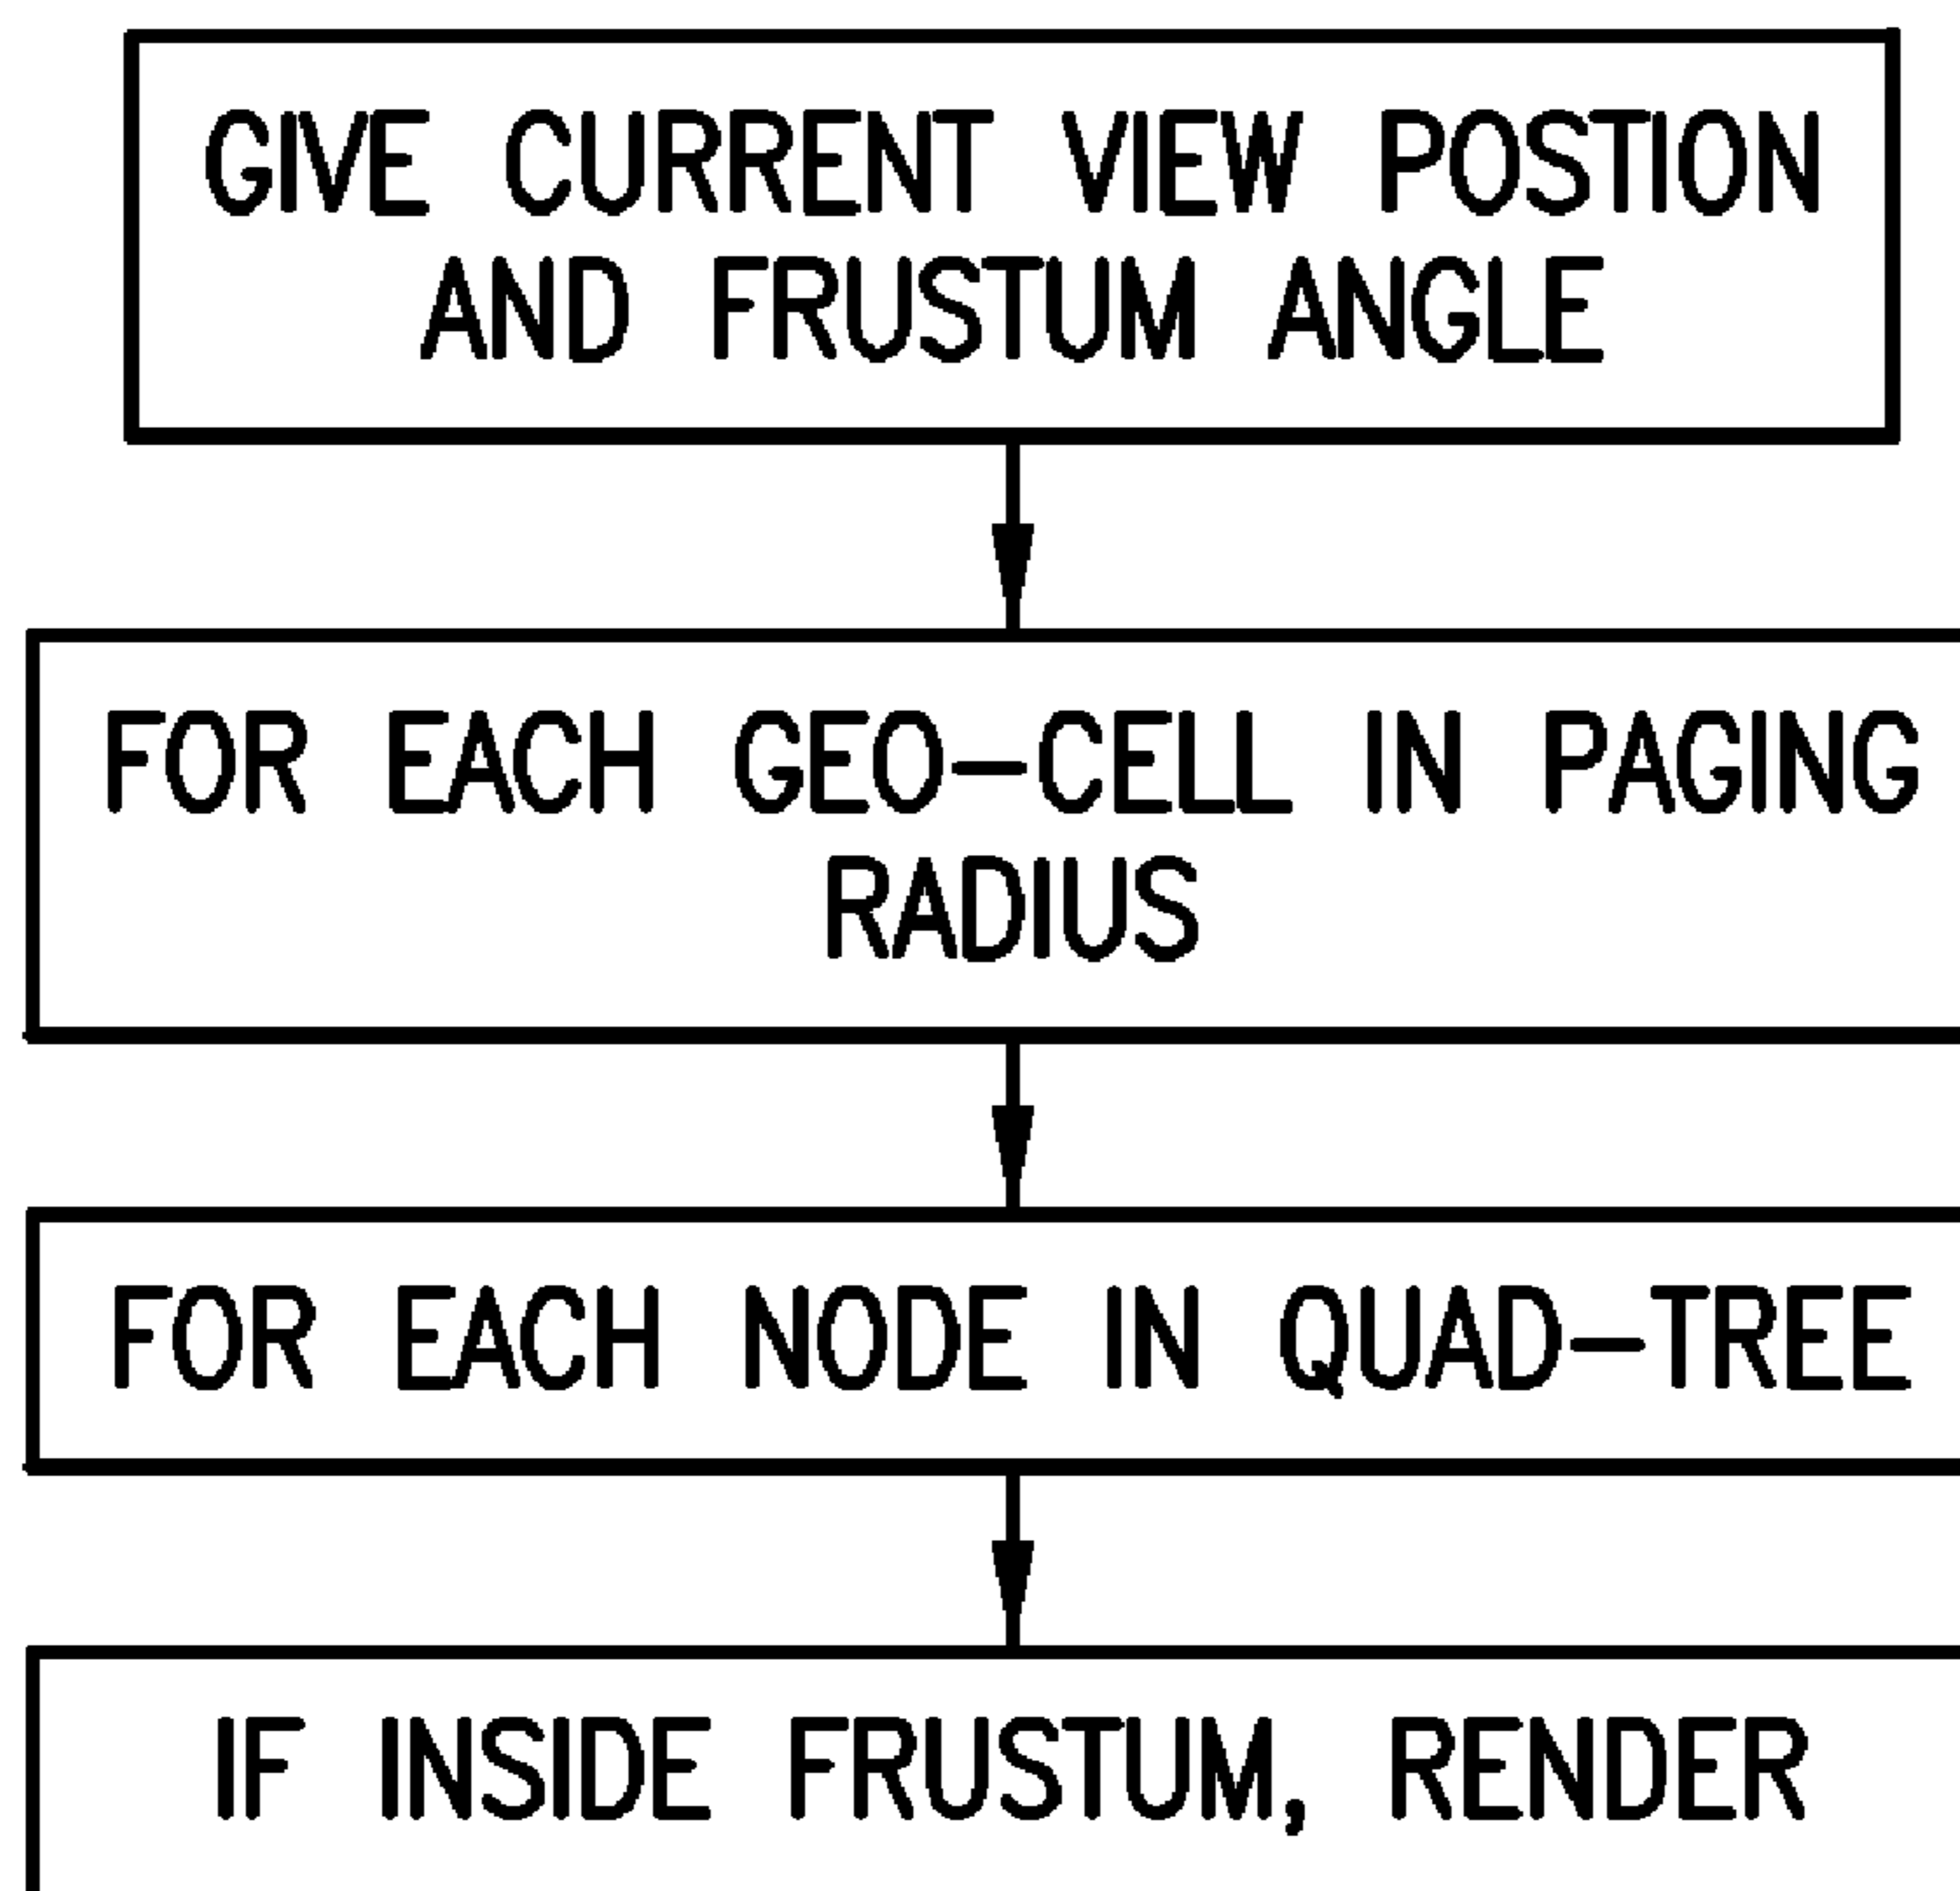 GIVE CURRENT VIEW POSTION
AND FRUSTUM ANGLE
FOR EACH GEO-CELL IN PAGING
RADIUS
FOR EACH NODE IN QUAD-TREE
IF INSIDE FRUSTUM, RENDER